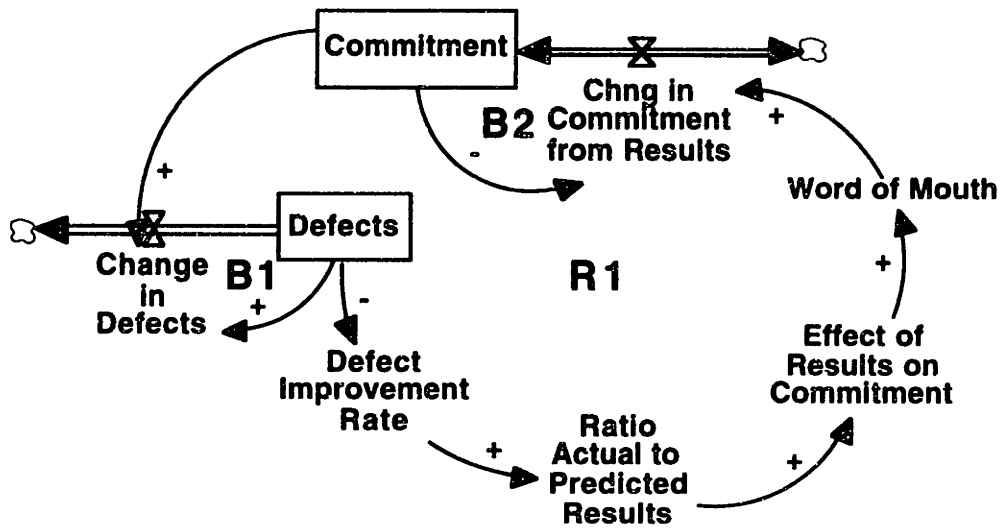 Commitment
Chng in
Commitment
from Results
B2
-
+
+
Word of Mouth
Defects
Change
in
Defects
B1
+
-
R1
+
Effect of
Results on
Commitment
Defect
Improvement
Rate
+
Ratio
Actual to
Predicted
Results
+